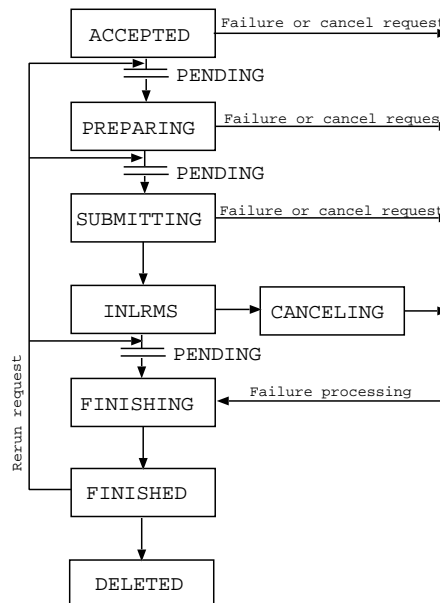 Failure or cancel request
ACCEPTED
PENDING
Failure or cancel request
PREPARING
PENDING
Failure or cancel request
SUBMITTING
INLRMS
CANCELING
PENDING
Rerun request
Failure processing
FINISHING
FINISHED
DELETED